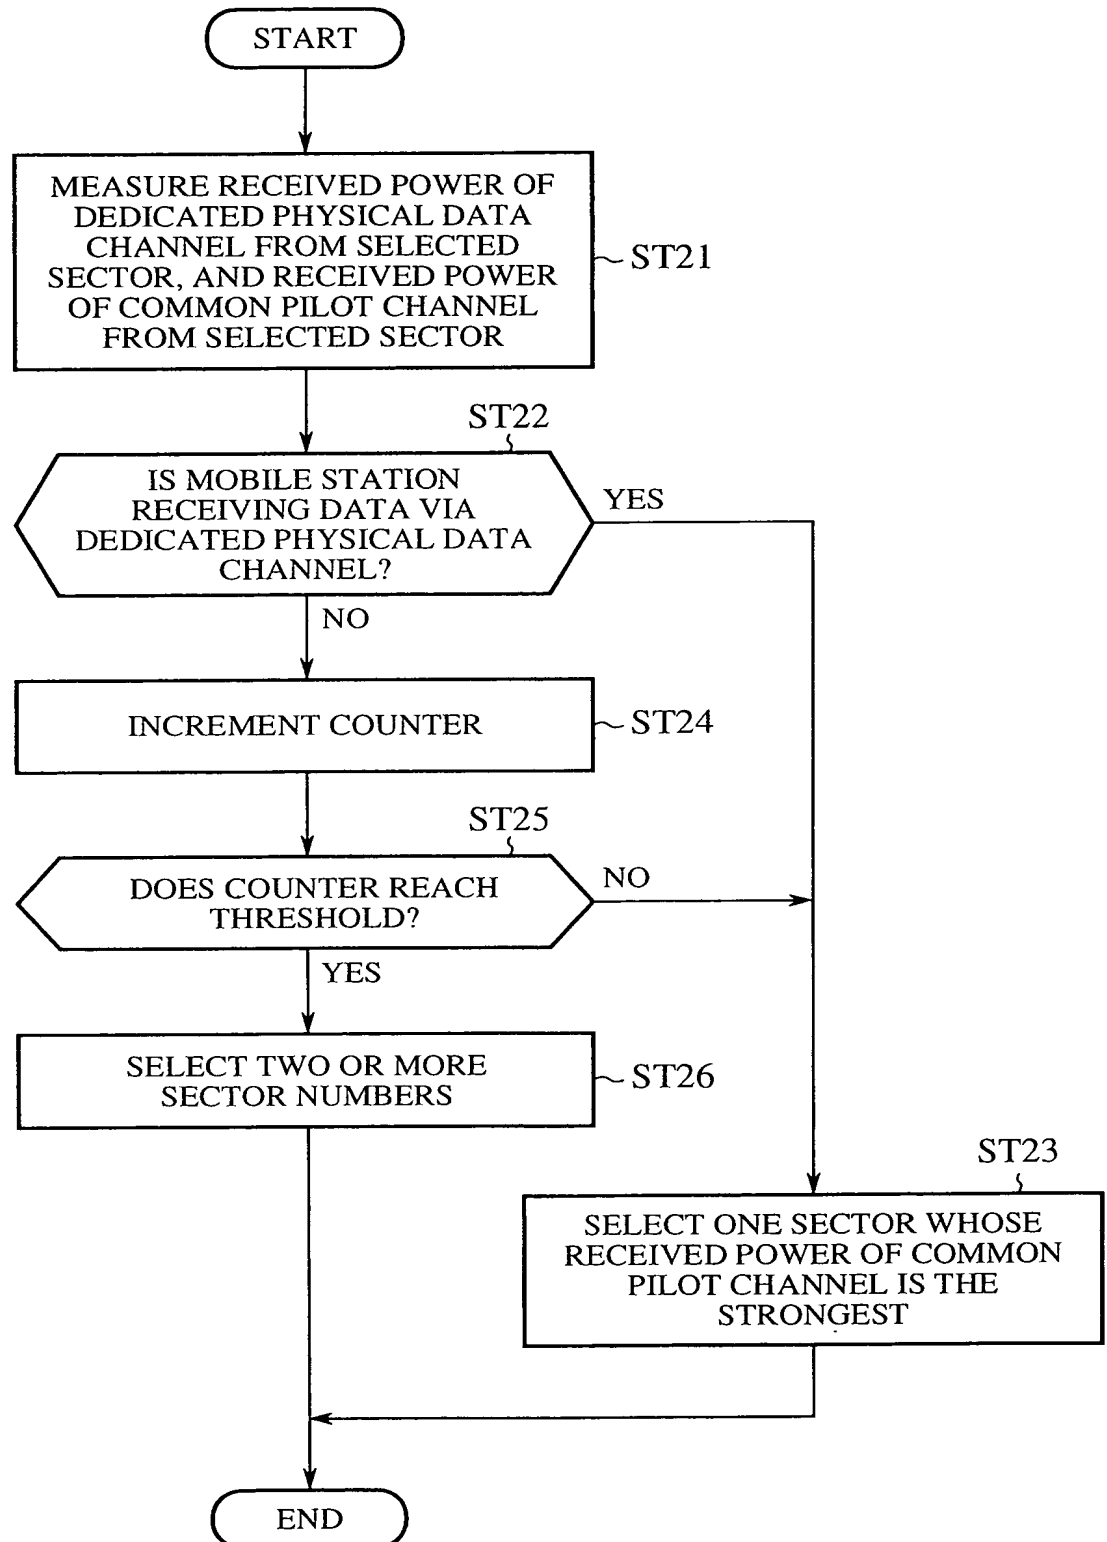 START
MEASURE RECEIVED POWER OF
DEDICATED PHYSICAL DATA
CHANNEL FROM SELECTED
SECTOR, AND RECEIVED POWER
OF COMMON PILOT CHANNEL
FROM SELECTED SECTOR
ST21
ST22
IS MOBILE STATION
RECEIVING DATA VIA
DEDICATED PHYSICAL DATA
CHANNEL?
YES
NO
INCREMENT COUNTER
ST24
ST25
DOES COUNTER REACH
THRESHOLD?
NO
YES
SELECT TWO OR MORE
SECTOR NUMBERS
ST26
ST23
SELECT ONE SECTOR WHOSE
RECEIVED POWER OF COMMON
PILOT CHANNEL IS THE
STRONGEST
END